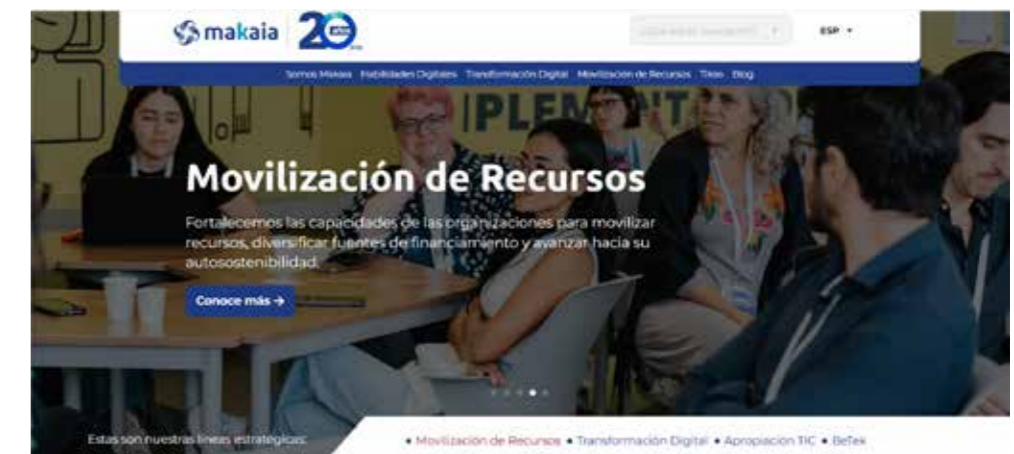 makaia 20
ESP
Somos Makaia Habilidades Digitales Transformación Digital Movilización de Recursos Blog
IPLEMENTA
Movilización de Recursos
Fortalecemos las capacidades de las organizaciones para movilizar
recursos, diversificar fuentes de financiamiento y avanzar hacia su
autosostenibilidad.
Conoce más →
Estas son nuestras líneas estratégicas:
• Movilización de Recursos • Transformación Digital • Apropiación TIC • BeTek